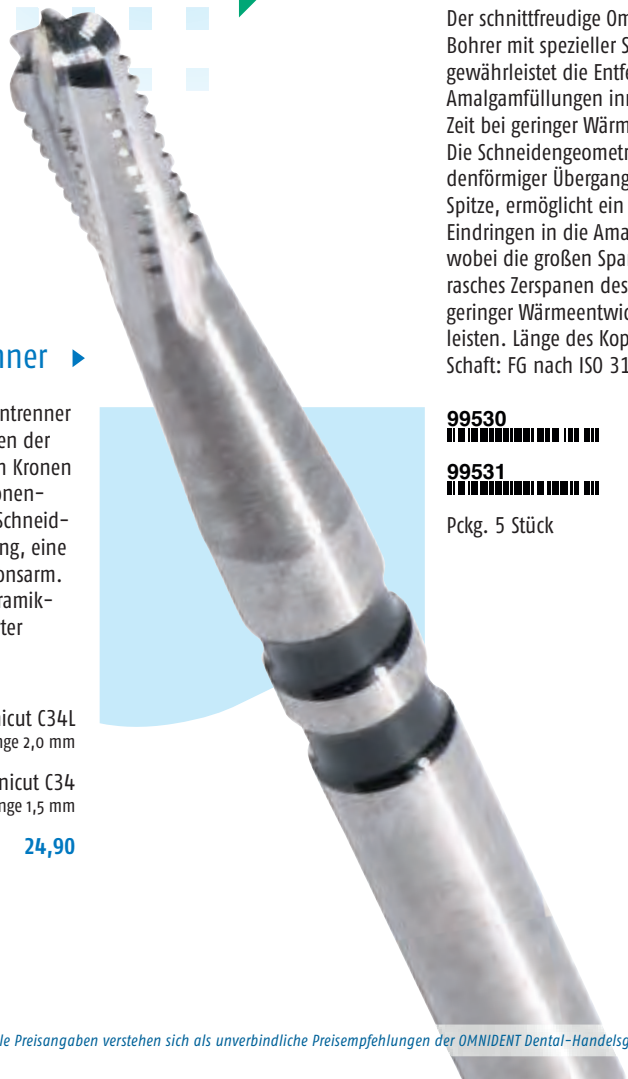 nner
ntrenner
en der
n Kronen
onen-
Schneid-
ng, eine
onsarm.
ramik-
ter
nicut C34L
nge 2,0 mm
nicut C34
nge 1,5 mm
24,90
Der schnittfreudige Om
Bohrer mit spezieller S
gewährleistet die Entfe
Amalgamfüllungen inn
Zeit bei geringer Wärm
Die Schneidengeometr
denförmiger Übergang
Spitze, ermöglicht ein
Eindringen in die Ama
wobei die großen Span
rasches Zerspanen des
geringer Wärmeentwic
leisten. Länge des Kop
Schaft: FG nach ISO 31
99530
99531
Pckg. 5 Stück
le Preisangaben verstehen sich als unverbindliche Preisempfehlungen der OMNIDENT Dental-Handelsg